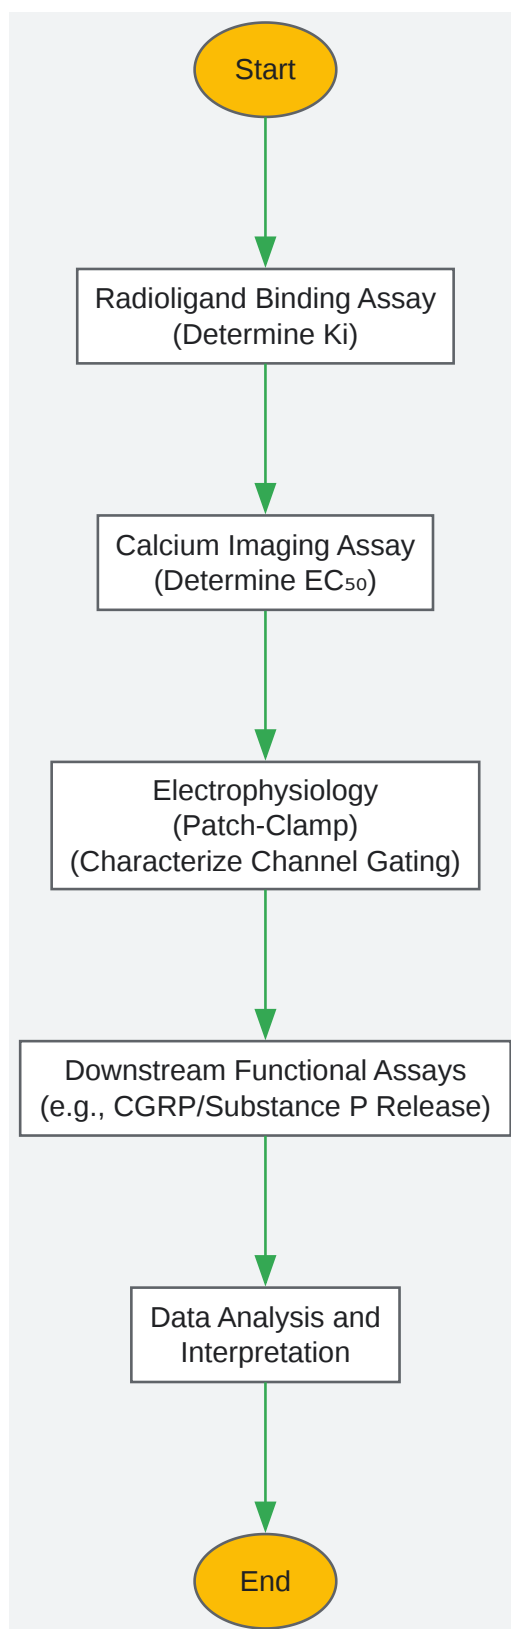 Start
Radioligand Binding Assay
(Determine Ki)
Calcium Imaging Assay
(Determine EC₅₀)
Electrophysiology
(Patch-Clamp)
(Characterize Channel Gating)
Downstream Functional Assays
(e.g., CGRP/Substance P Release)
Data Analysis and
Interpretation
End